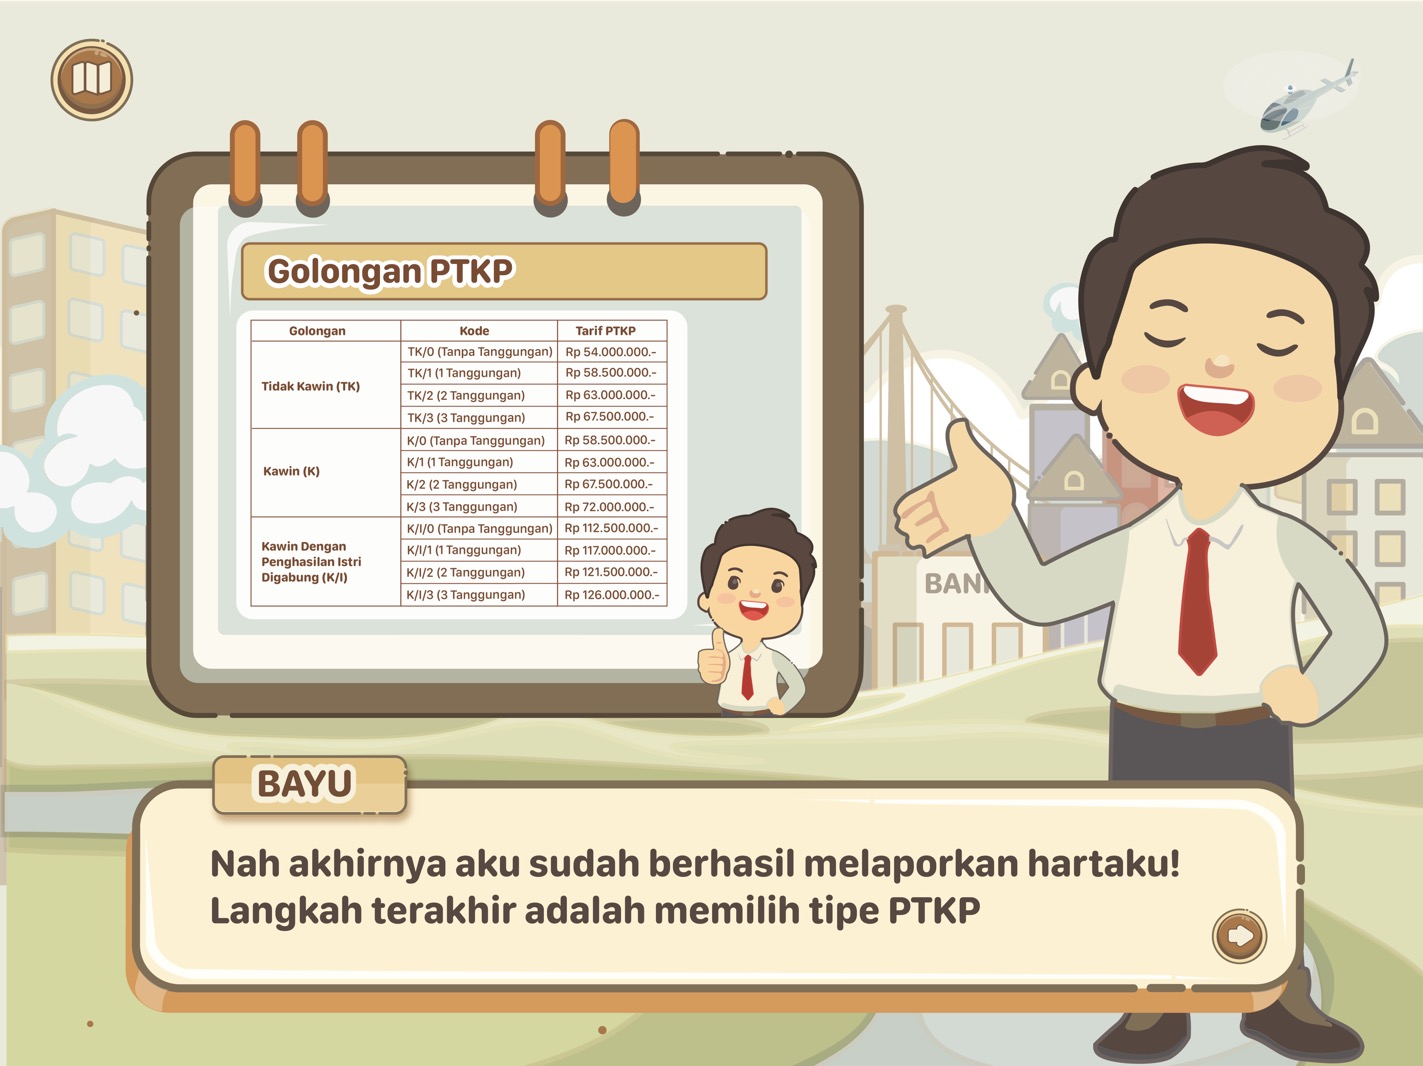 Golongan PTKP
Golongan Kode Tarif PTKP
Tidak Kawin (TK)
TK/0 (Tanpa Tanggungan) Rp 54.000.000.-
TK/1 (1 Tanggungan) Rp 58.500.000.-
TK/2 (2 Tanggungan) Rp 63.000.000.-
TK/3 (3 Tanggungan) Rp 67.500.000.-
Kawin (K)
K/0 (Tanpa Tanggungan) Rp 58.500.000.-
K/1 (1 Tanggungan) Rp 63.000.000.-
K/2 (2 Tanggungan) Rp 67.500.000.-
K/3 (3 Tanggungan) Rp 72.000.000.-
Kawin Dengan
Penghasilan Istri
Digabung (K/I)
K/I/0 (Tanpa Tanggungan) Rp 112.500.000.-
K/I/1 (1 Tanggungan) Rp 117.000.000.-
K/I/2 (2 Tanggungan) Rp 121.500.000.-
K/I/3 (3 Tanggungan) Rp 126.000.000.-
BANK
BAYU
Nah akhirnya aku sudah berhasil melaporkan hartaku!
Langkah terakhir adalah memilih tipe PTKP